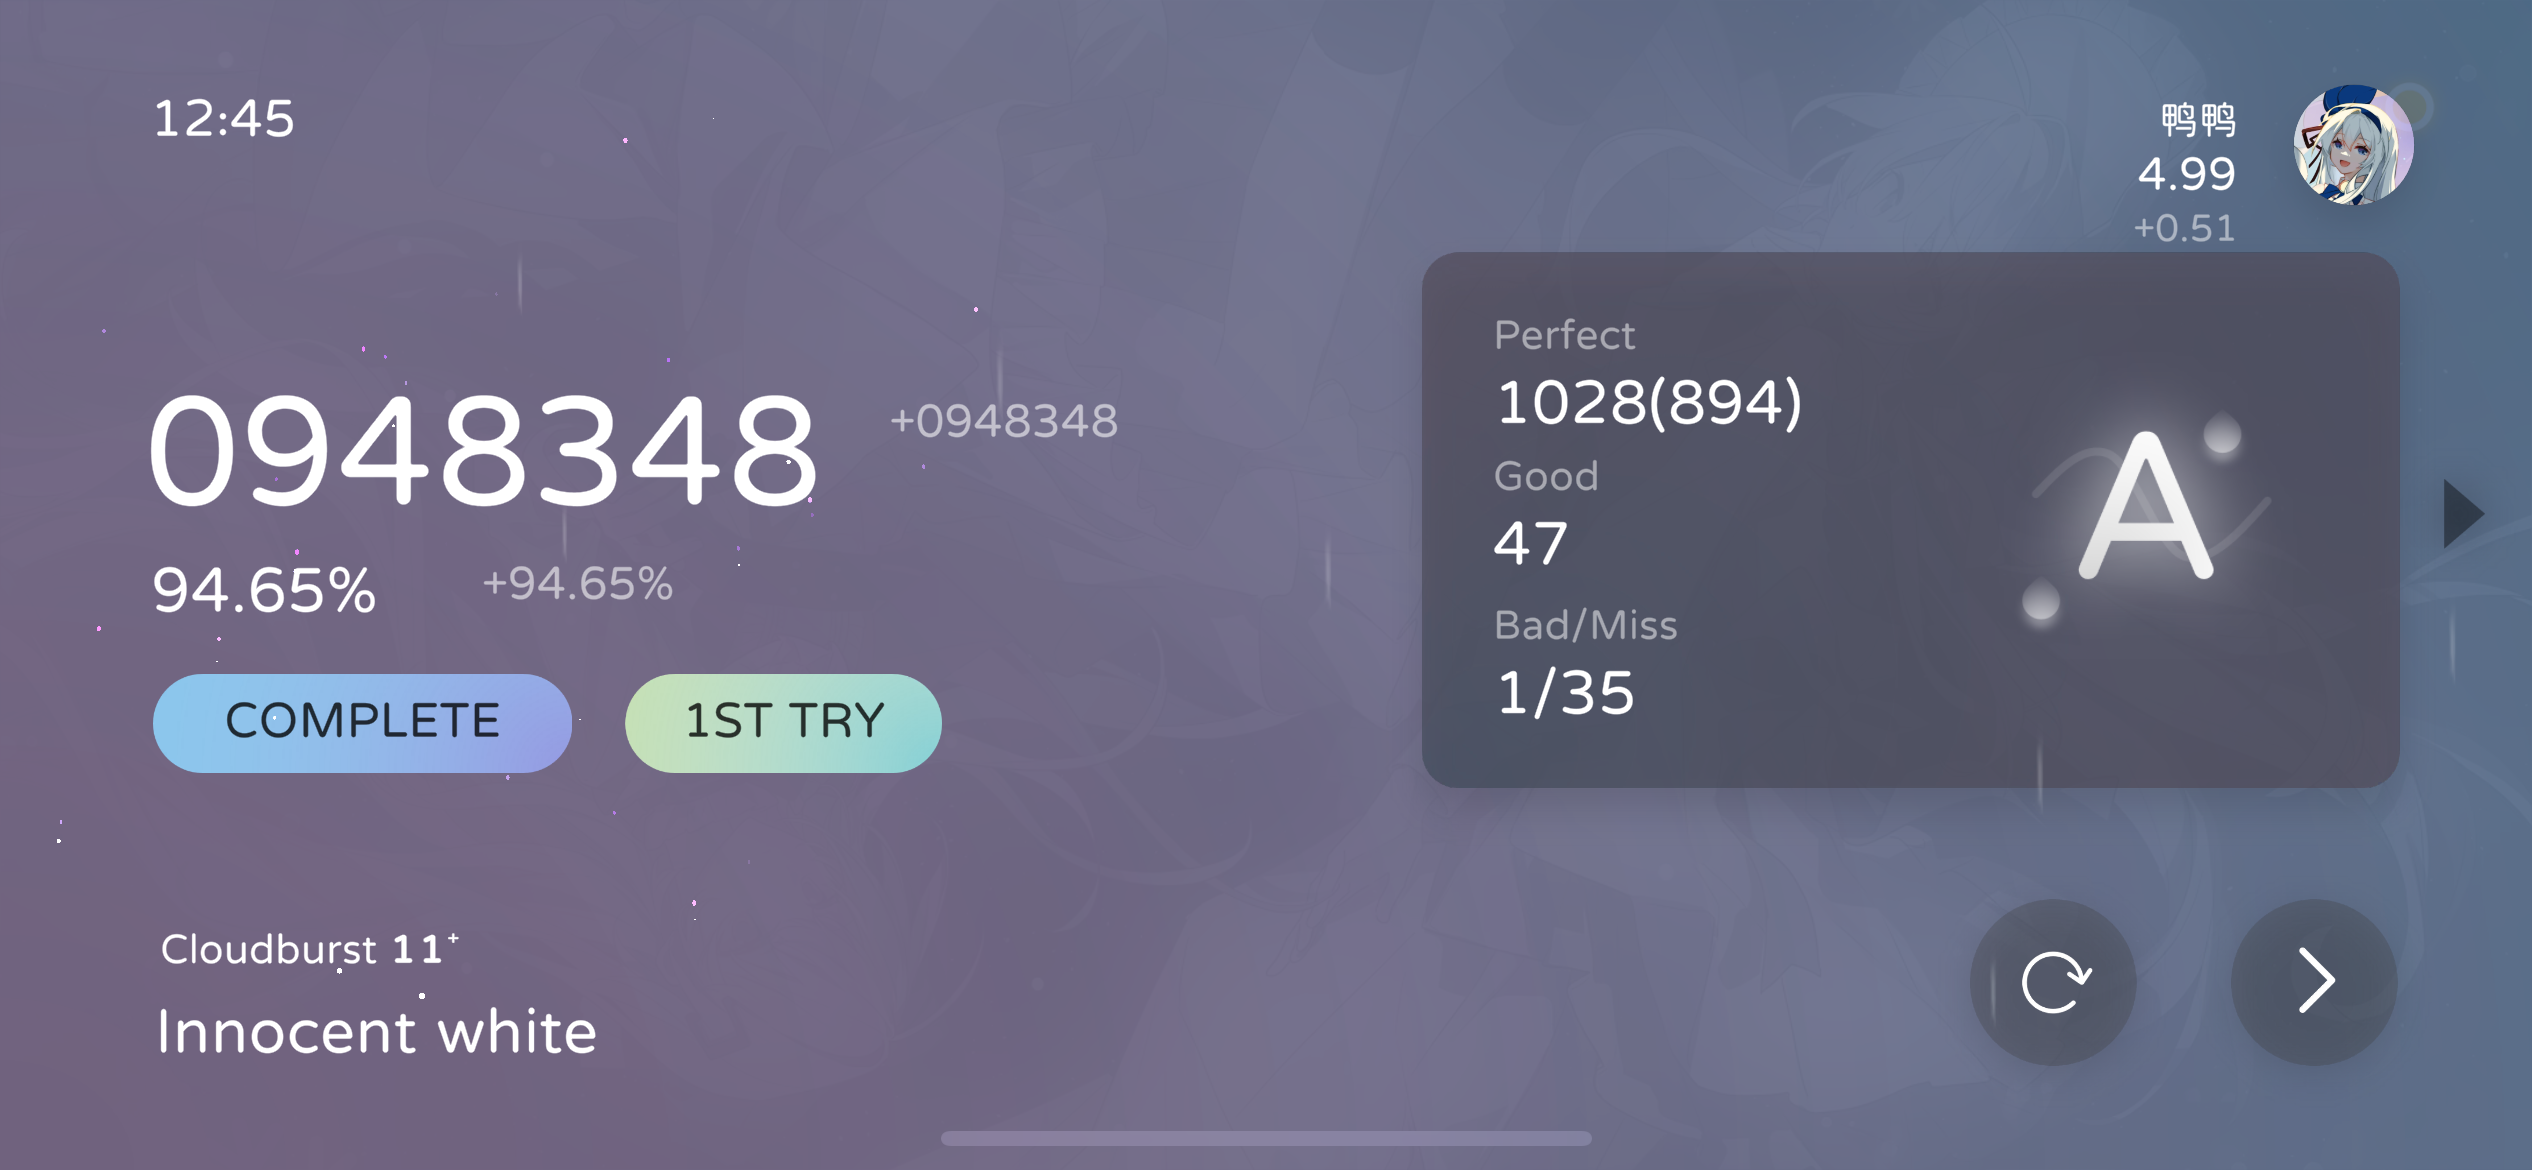 12:45
鸭鸭
4.99
+0.51
0948348
+0948348
94.65%
+94.65%
COMPLETE
1ST TRY
Perfect
1028(894)
Good
47
Bad/Miss
1/35
A
Cloudburst 11+
Innocent white